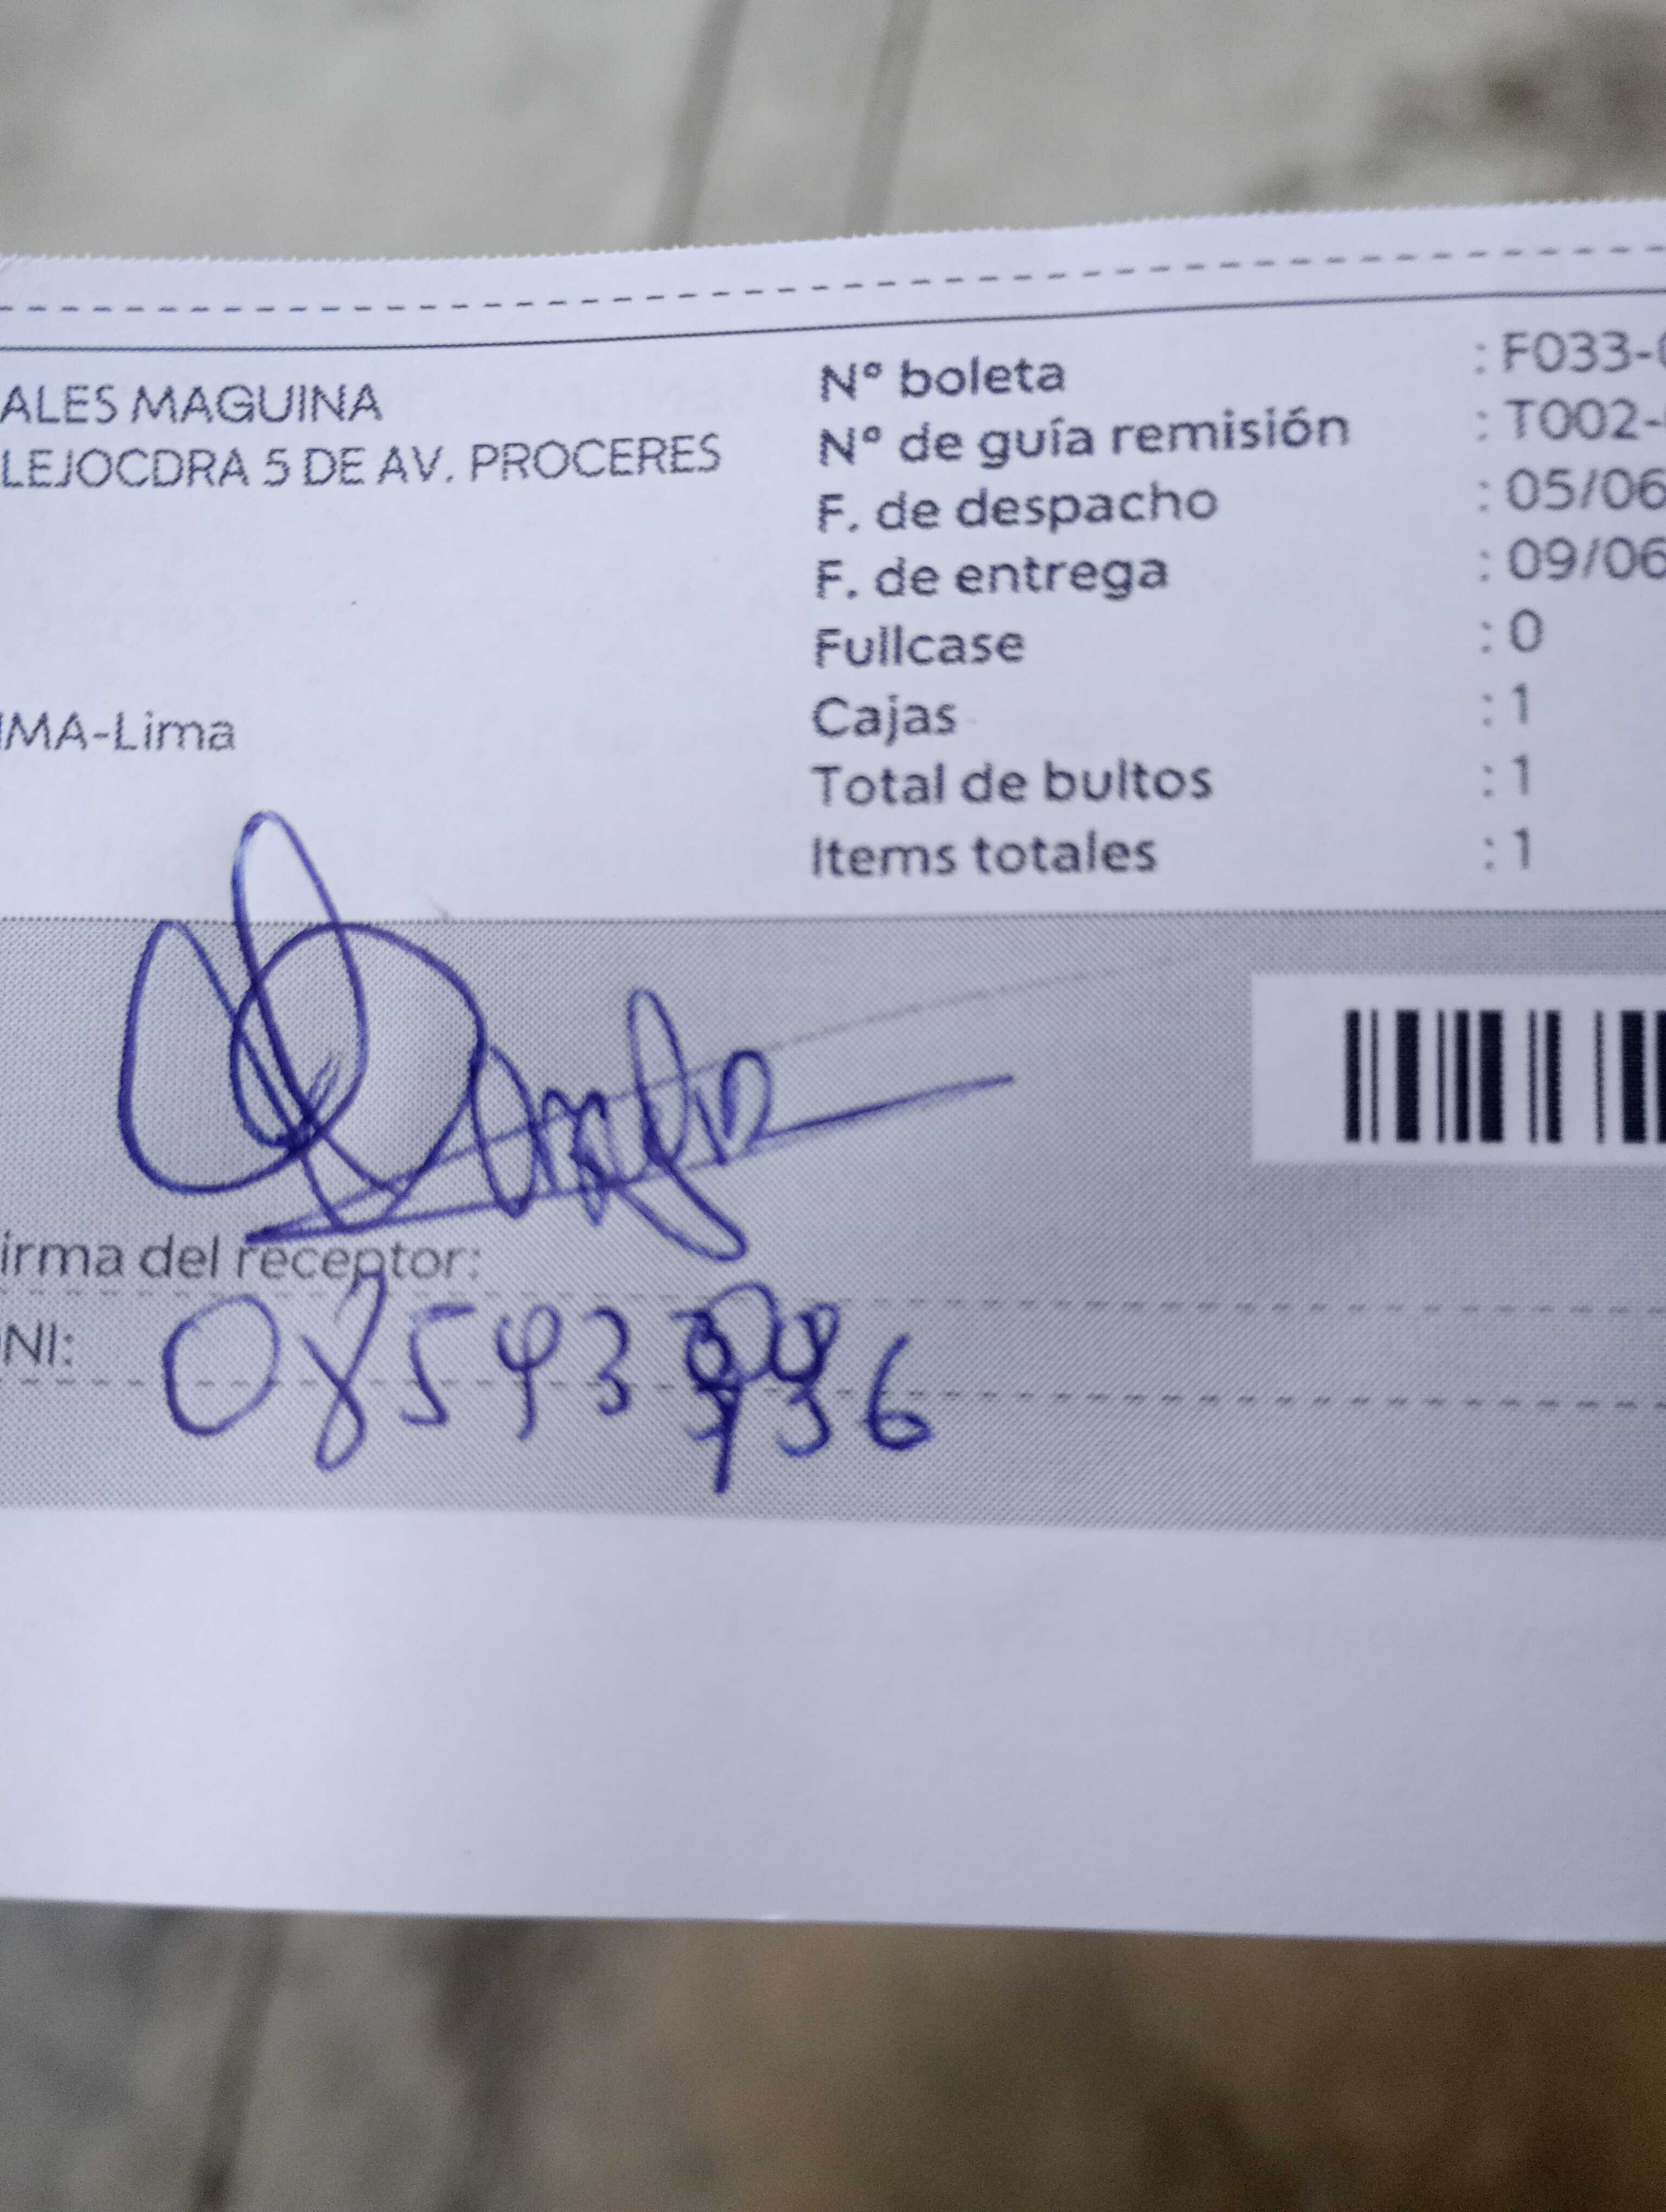 ALES MAGUINA
LEJOCDRA 5 DE AV. PROCERES
IMA-Lima
N° boleta : F033-
N° de guía remisión : T002-
F. de despacho : 05/06
F. de entrega : 09/06
Fullcase : 0
Cajas : 1
Total de bultos : 1
Items totales : 1
irma del receptor:
NI: 08543
936